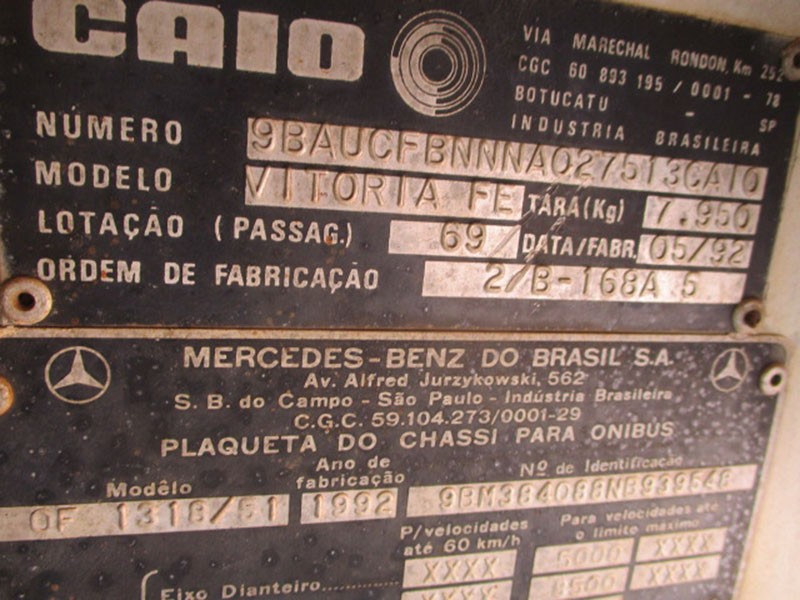 CAIO
VIA MARECHAL RONDON, Km 252
CGC 60 893 195 / 0001 - 78
BOTUCATU - SP
INDUSTRIA BRASILEIRA
NÚMERO 9BAUCFBNNNA027513CAIO
MODELO VITORIA FE TARA(Kg) 7.950
LOTAÇÃO (PASSAG.) 69 DATA/FABR. 05/92
ORDEM DE FABRICAÇÃO 2/B-168A 5
MERCEDES-BENZ DO BRASIL S.A.
Av. Alfred Jurzykowski, 562
S. B. do Campo - São Paulo - Indústria Brasileira
C.G.C. 59.104.273/0001-29
PLAQUETA DO CHASSI PARA ONIBUS
Modêlo Ano de fabricação Nº de Identificação
OF 1318/51 1992 9BM384088NB939548
P/velocidades até 60 km/h Para velocidades até o limite máximo
XXXX 5000 XXXX
Eixo Dianteiro XXXX XXXX